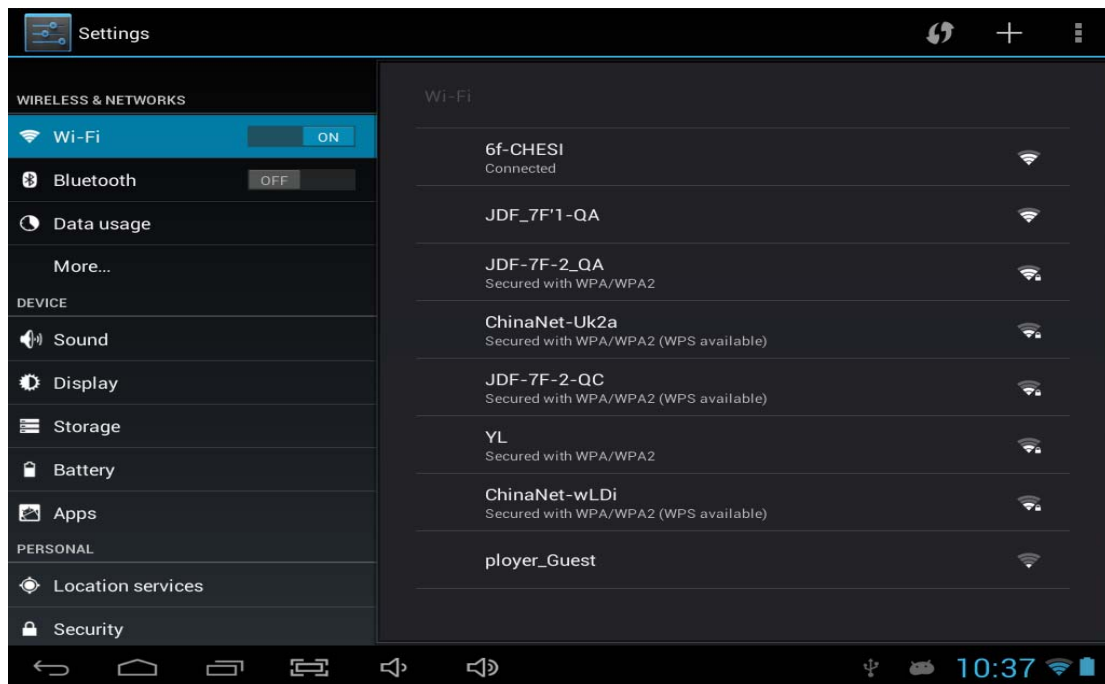 Settings
WIRELESS & NETWORKS
Wi-Fi
ON
Bluetooth
OFF
Data usage
More...
DEVICE
Sound
Display
Storage
Battery
Apps
PERSONAL
Location services
Security
Wi-Fi
6f-CHESI
Connected
JDF_7F'1-QA
JDF-7F-2_QA
Secured with WPA/WPA2
ChinaNet-Uk2a
Secured with WPA/WPA2 (WPS available)
JDF-7F-2-QC
Secured with WPA/WPA2 (WPS available)
YL
Secured with WPA/WPA2
ChinaNet-wLDi
Secured with WPA/WPA2 (WPS available)
ployer_Guest
10:37